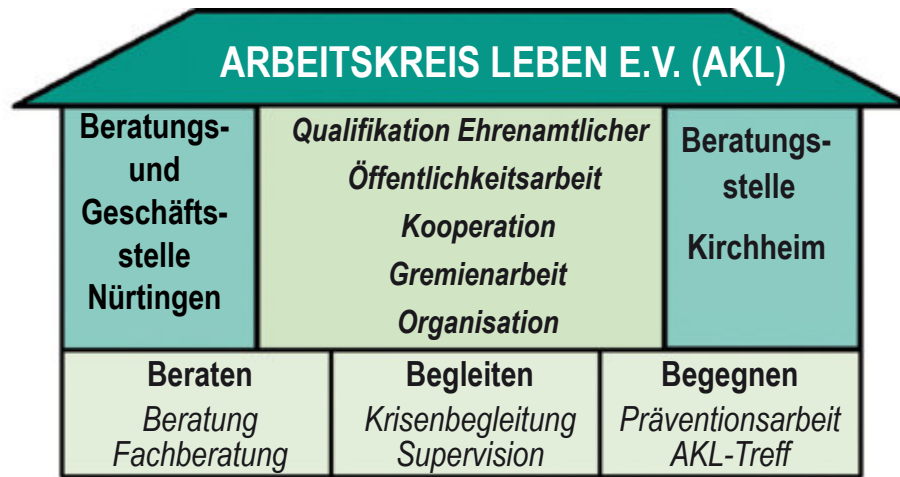 ARBEITSKREIS LEBEN E.V. (AKL)
Beratungs-
und
Geschäfts-
stelle
Nürtingen
Qualifikation Ehrenamtlicher
Öffentlichkeitsarbeit
Kooperation
Gremienarbeit
Organisation
Beratungs-
stelle
Kirchheim
Beraten
Beratung
Fachberatung
Begleiten
Krisenbegleitung
Supervision
Begegnen
Präventionsarbeit
AKL-Treff